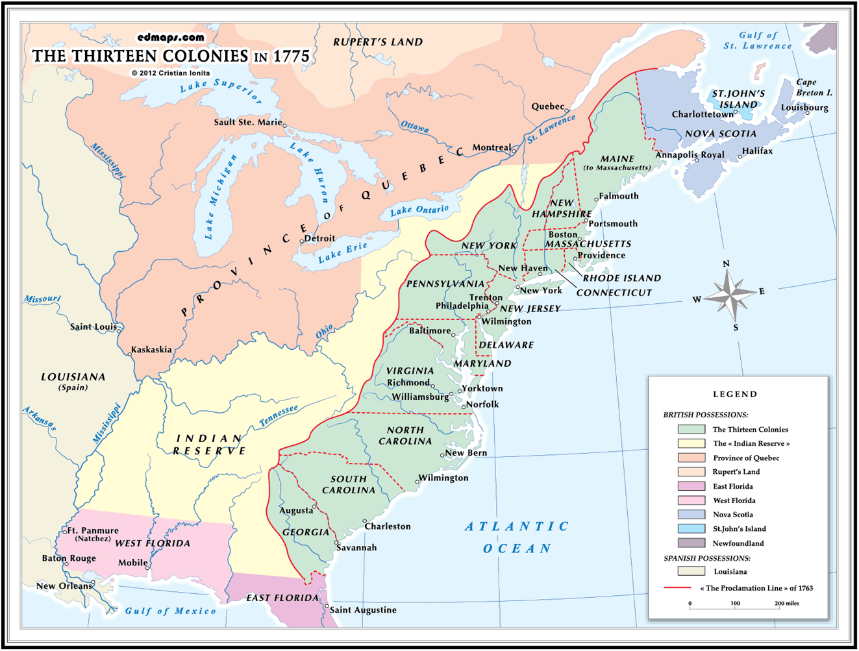 edmaps.com
THE THIRTEEN COLONIES IN 1775
© 2012 Cristian Ionita
RUPERT'S LAND
Gulf of
St. Lawrence
Lake Superior
Cape
Breton I.
ST.JOHN'S
ISLAND
Louisbourg
Quebec
Charlottetown
Sault Ste. Marie
Ottawa
St. Lawrence
NOVA SCOTIA
Mississippi
Montreal
Halifax
Annapolis Royal
MAINE
(to Massachusetts)
Lake Michigan
Lake Huron
PROVINCE OF QUEBEC
Falmouth
NEW
HAMPSHIRE
Lake Ontario
Portsmouth
Boston
MASSACHUSETTS
Detroit
Lake Erie
NEW YORK
Providence
New Haven
RHODE ISLAND
CONNECTICUT
PENNSYLVANIA
New York
Trenton
Philadelphia
NEW JERSEY
Wilmington
N
W
E
S
Missouri
Saint Louis
Ohio
Baltimore
DELAWARE
MARYLAND
Kaskaskia
LOUISIANA
(Spain)
VIRGINIA
Richmond
Williamsburg
Yorktown
Norfolk
Arkansas
Mississippi
Tennessee
INDIAN
RESERVE
NORTH
CAROLINA
New Bern
SOUTH
CAROLINA
Wilmington
Augusta
GEORGIA
Charleston
Savannah
ATLANTIC
OCEAN
Ft. Panmure
(Natchez)
WEST FLORIDA
Baton Rouge
Mobile
New Orleans
EAST FLORIDA
Gulf of Mexico
Saint Augustine
LEGEND
BRITISH POSSESSIONS:
The Thirteen Colonies
The « Indian Reserve »
Province of Quebec
Rupert's Land
East Florida
West Florida
Nova Scotia
St.John's Island
Newfoundland
SPANISH POSSESSIONS:
Louisiana
« The Proclamation Line » of 1763
0 100 200 miles